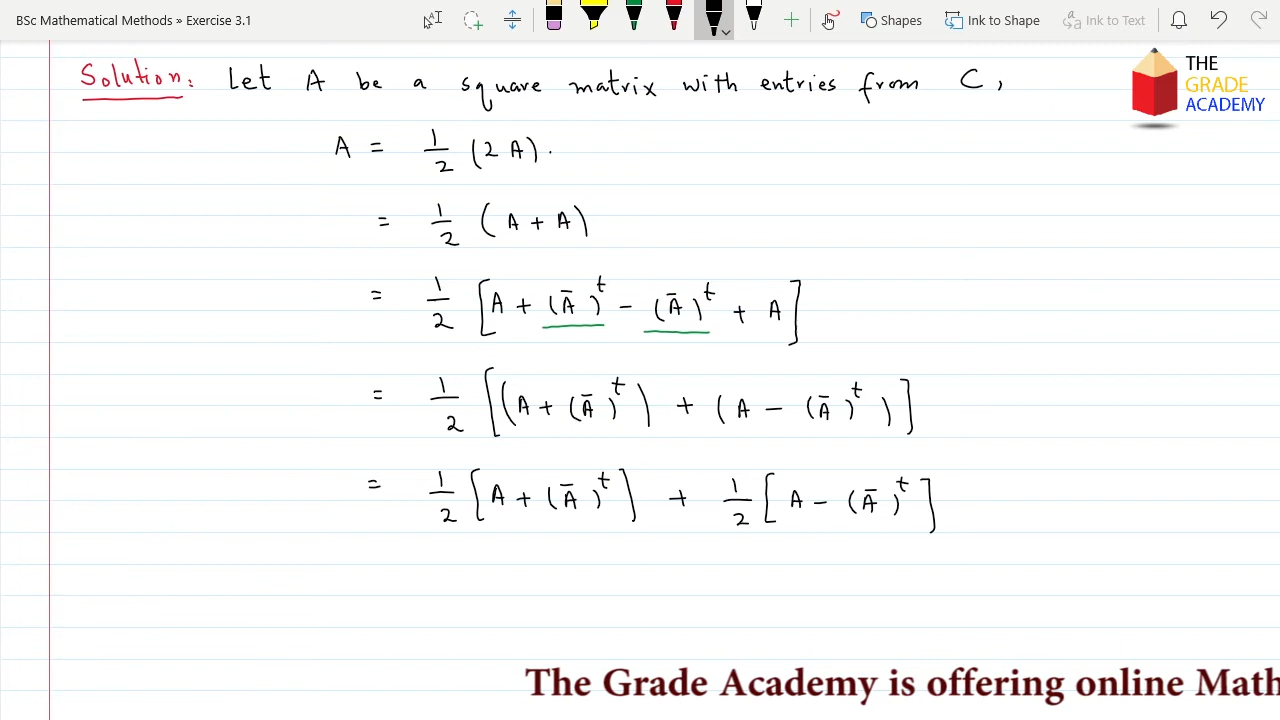 BSc Mathematical Methods » Exercise 3.1
Shapes
Ink to Shape
Ink to Text
THE
GRADE
ACADEMY
Solution: Let A be a square matrix with entries from C,
A = 1/2 (2A).
= 1/2 (A + A)
= 1/2 [A + (Ā)^t − (Ā)^t + A]
= 1/2 [(A + (Ā)^t) + (A − (Ā)^t)]
= 1/2 [A + (Ā)^t] + 1/2 [A − (Ā)^t]
The Grade Academy is offering online Math